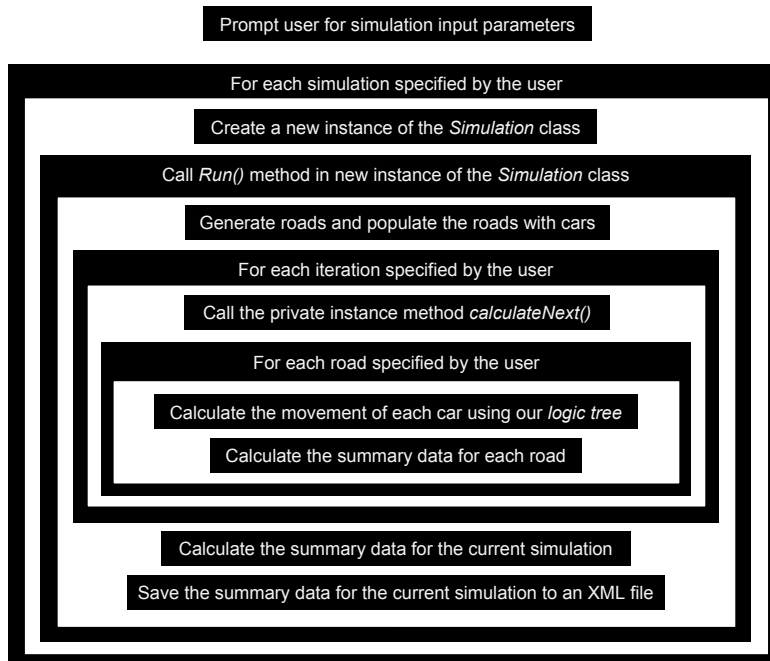 Prompt user for simulation input parameters
For each simulation specified by the user
Create a new instance of the Simulation class
Call Run() method in new instance of the Simulation class
Generate roads and populate the roads with cars
For each iteration specified by the user
Call the private instance method calculateNext()
For each road specified by the user
Calculate the movement of each car using our logic tree
Calculate the summary data for each road
Calculate the summary data for the current simulation
Save the summary data for the current simulation to an XML file